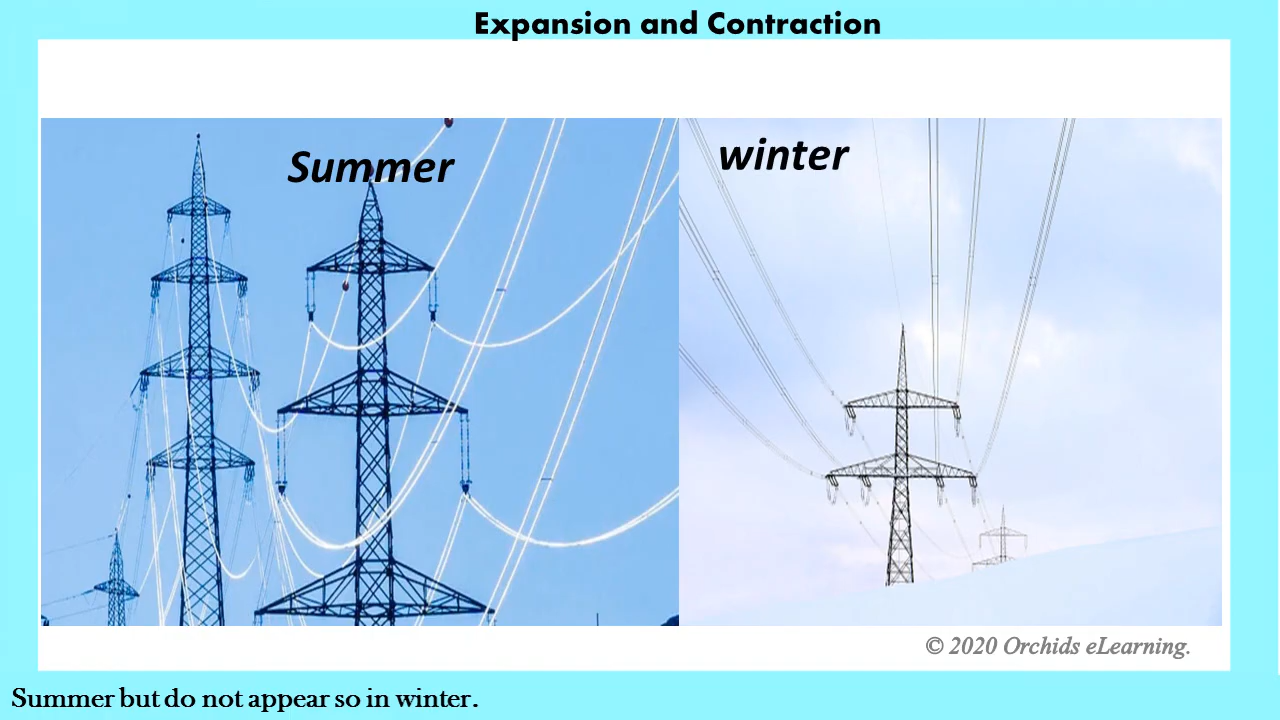 Expansion and Contraction
Summer
winter
© 2020 Orchids eLearning.
Summer but do not appear so in winter.